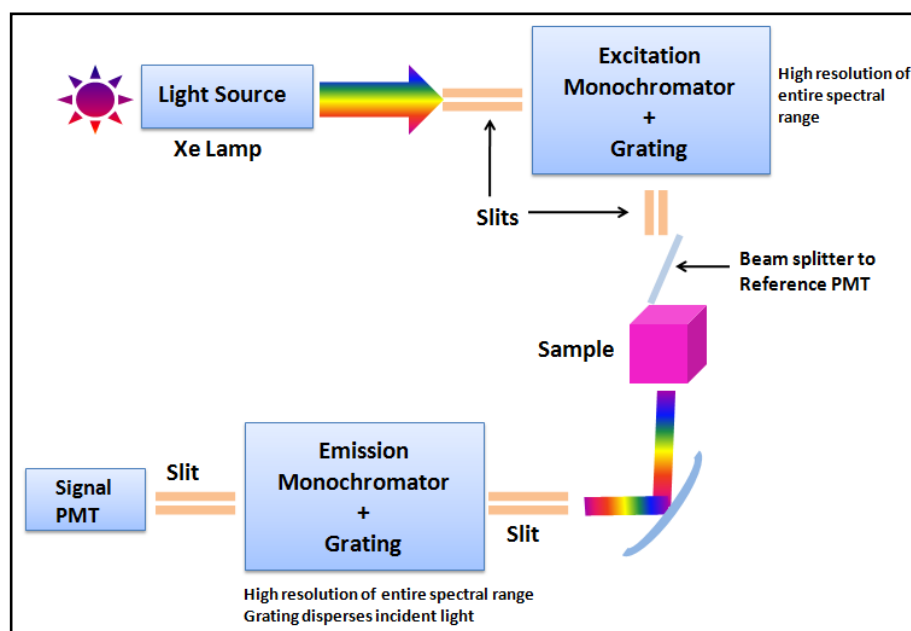 Light Source
Xe Lamp
Excitation
Monochromator
+
Grating
High resolution of
entire spectral
range
Slits
Beam splitter to
Reference PMT
Sample
Signal
PMT
Slit
Emission
Monochromator
+
Grating
Slit
High resolution of entire spectral range
Grating disperses incident light